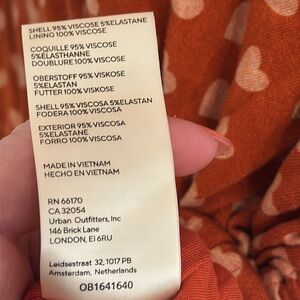 SHELL 95% VISCOSE 5%ELASTANE
LINING 100% VISCOSE
COQUILLE 95% VISCOSE
5%ELASTHANNE
DOUBLURE 100% VISCOSE
OBERSTOFF 95% VISKOSE
5%ELASTAN
FUTTER 100% VISKOSE
SHELL 95% VISCOSA 5%ELASTAN
FODERA 100% VISCOSA
EXTERIOR 95% VISCOSA
5%ELASTANE
FORRO 100% VISCOSA
MADE IN VIETNAM
HECHO EN VIETNAM
RN 66170
CA 32054
Urban Outfitters, Inc
146 Brick Lane
LONDON, E1 6RU
Leidsestraat 32, 1017 PB
Amsterdam, Netherlands
OB1641640